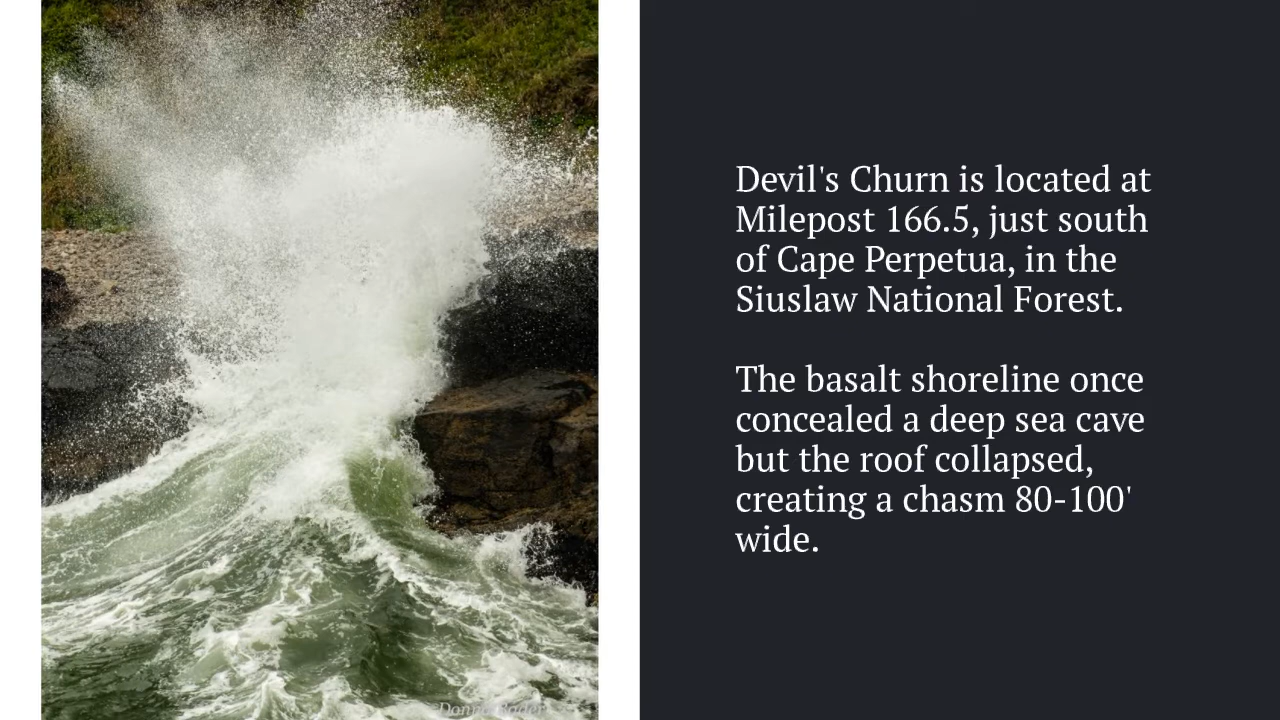 Devil's Churn is located at
Milepost 166.5, just south
of Cape Perpetua, in the
Siuslaw National Forest.
The basalt shoreline once
concealed a deep sea cave
but the roof collapsed,
creating a chasm 80-100'
wide.